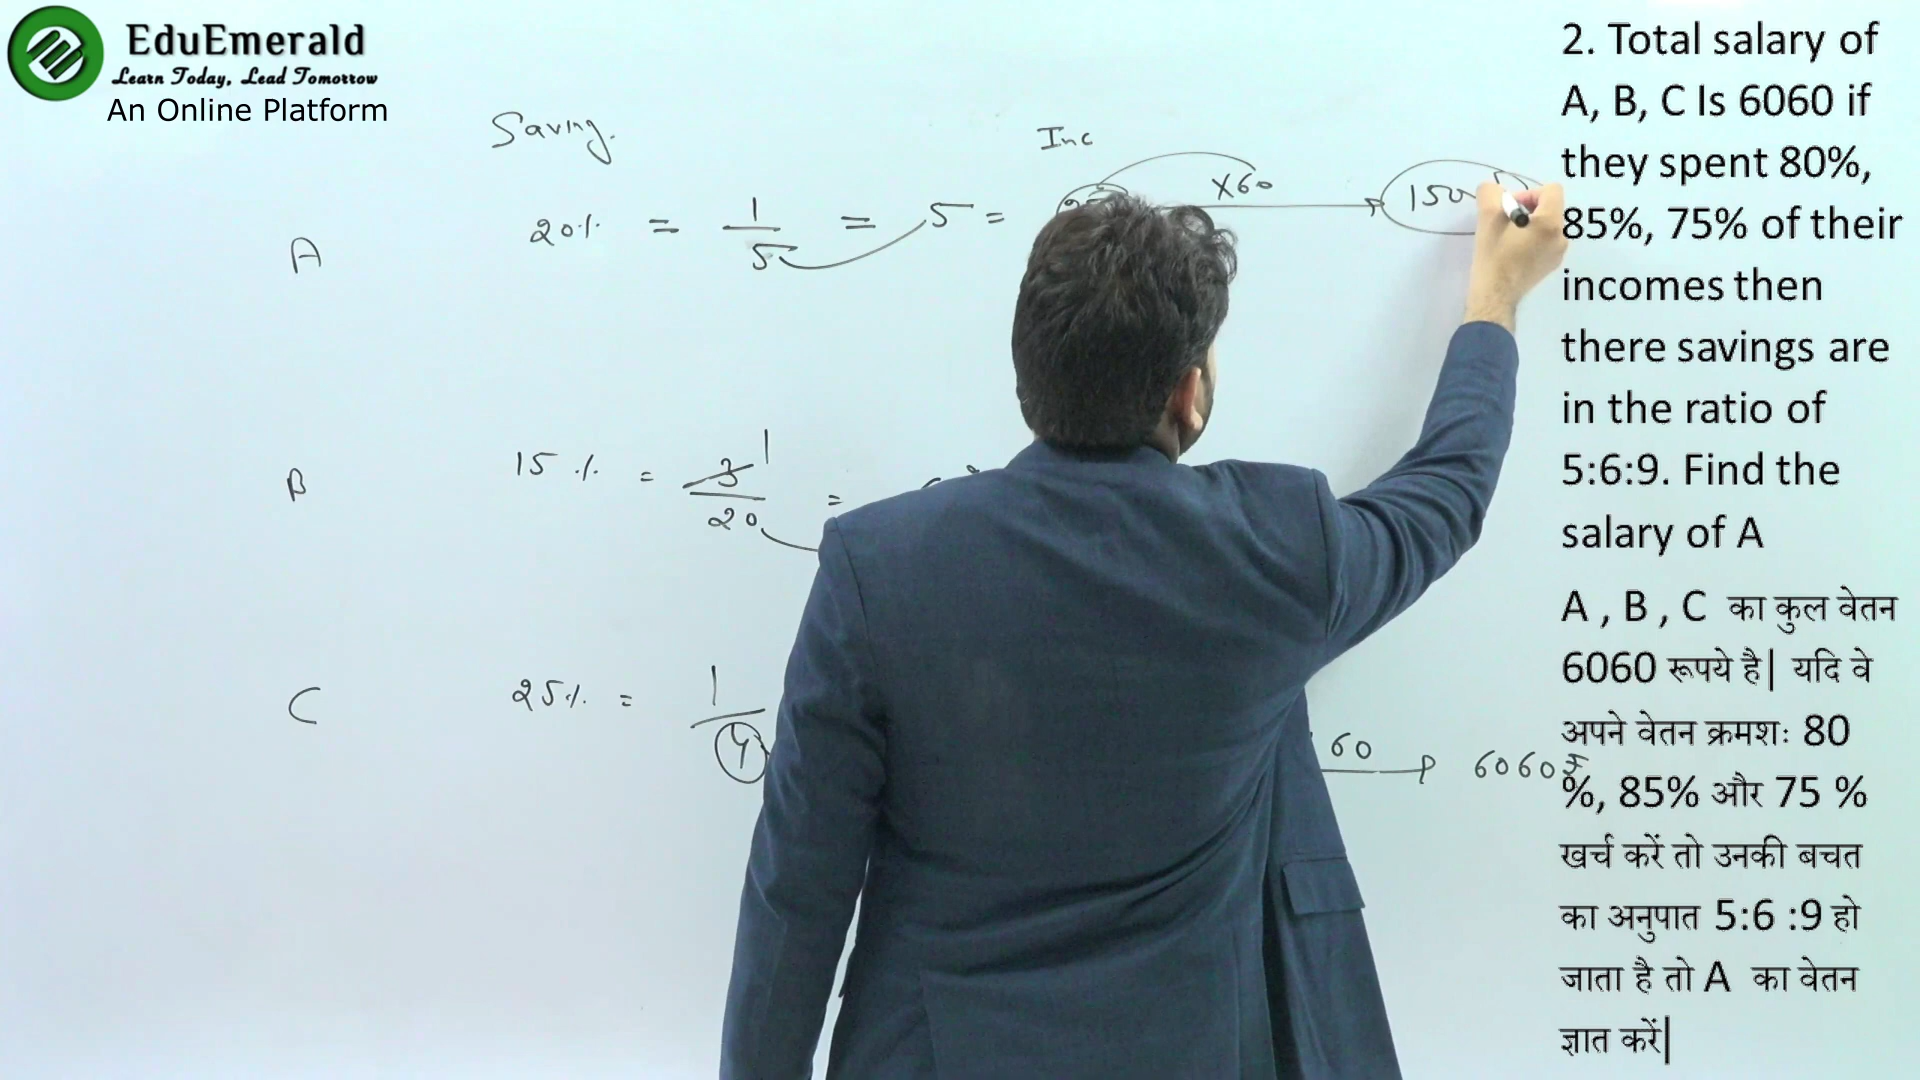 EduEmerald
Learn Today, Lead Tomorrow
An Online Platform
Saving.
Inc
A 20% = 1/5 = 5 = X60 150
B 15% = 3/20 1 =
C 25% = 1/4
60 6060₹
2. Total salary of
A, B, C Is 6060 if
they spent 80%,
85%, 75% of their
incomes then
there savings are
in the ratio of
5:6:9. Find the
salary of A
A , B , C का कुल वेतन
6060 रूपये है| यदि वे
अपने वेतन क्रमशः 80
%, 85% और 75 %
खर्च करें तो उनकी बचत
का अनुपात 5:6 :9 हो
जाता है तो A का वेतन
ज्ञात करें|